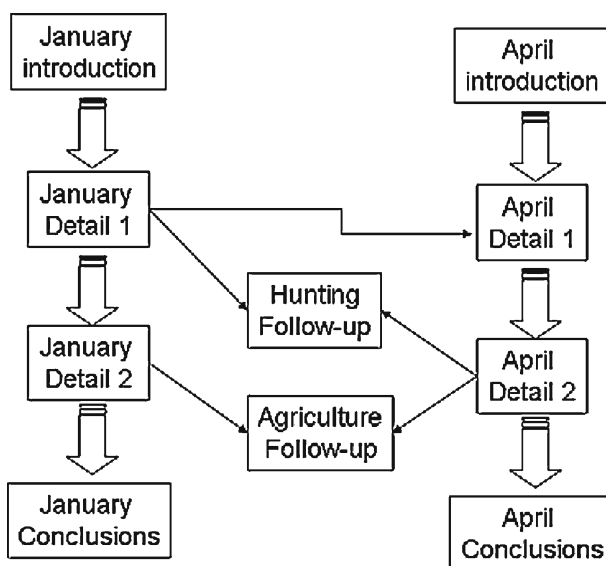 January
introduction
April
introduction
January
Detail 1
April
Detail 1
Hunting
Follow-up
January
Detail 2
April
Detail 2
Agriculture
Follow-up
January
Conclusions
April
Conclusions